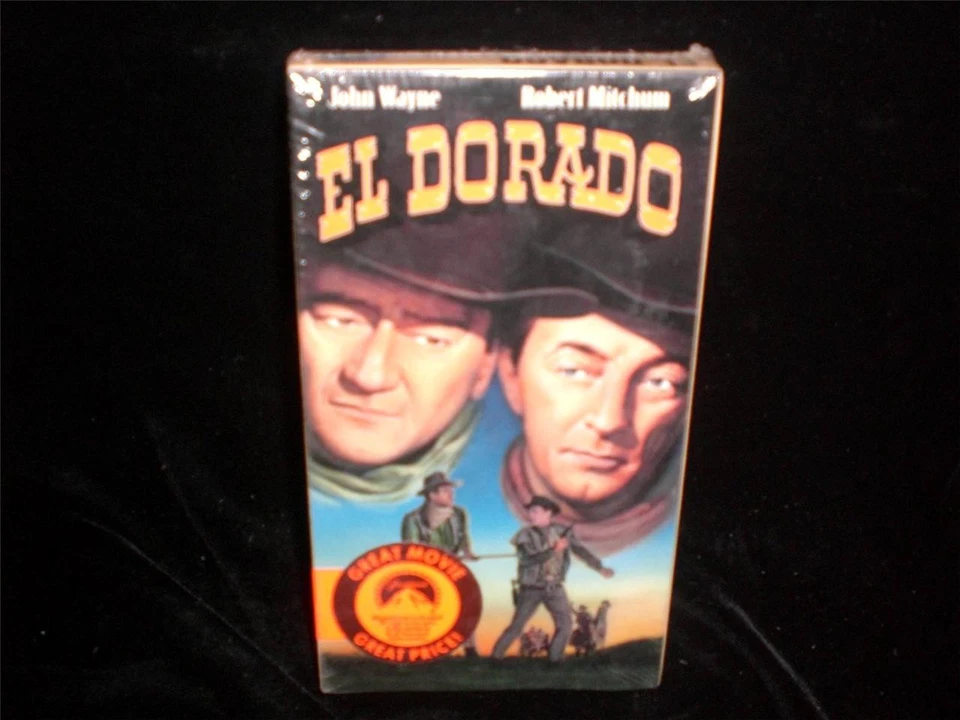 John Wayne Robert Mitchum
EL DORADO
GREAT MOVIE
GREAT PRICE!